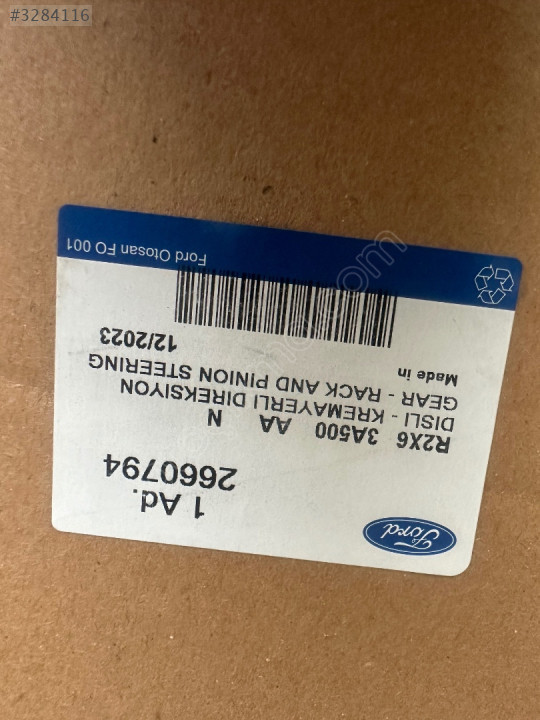 #3284116
Ford
1 Ad.
2660794
R2X6 3A500 AA N
DISLI - KREMAYERLI DIREKSIYON
GEAR - RACK AND PINION STEERING
Made in
12/2023
Ford Otosan FO 001